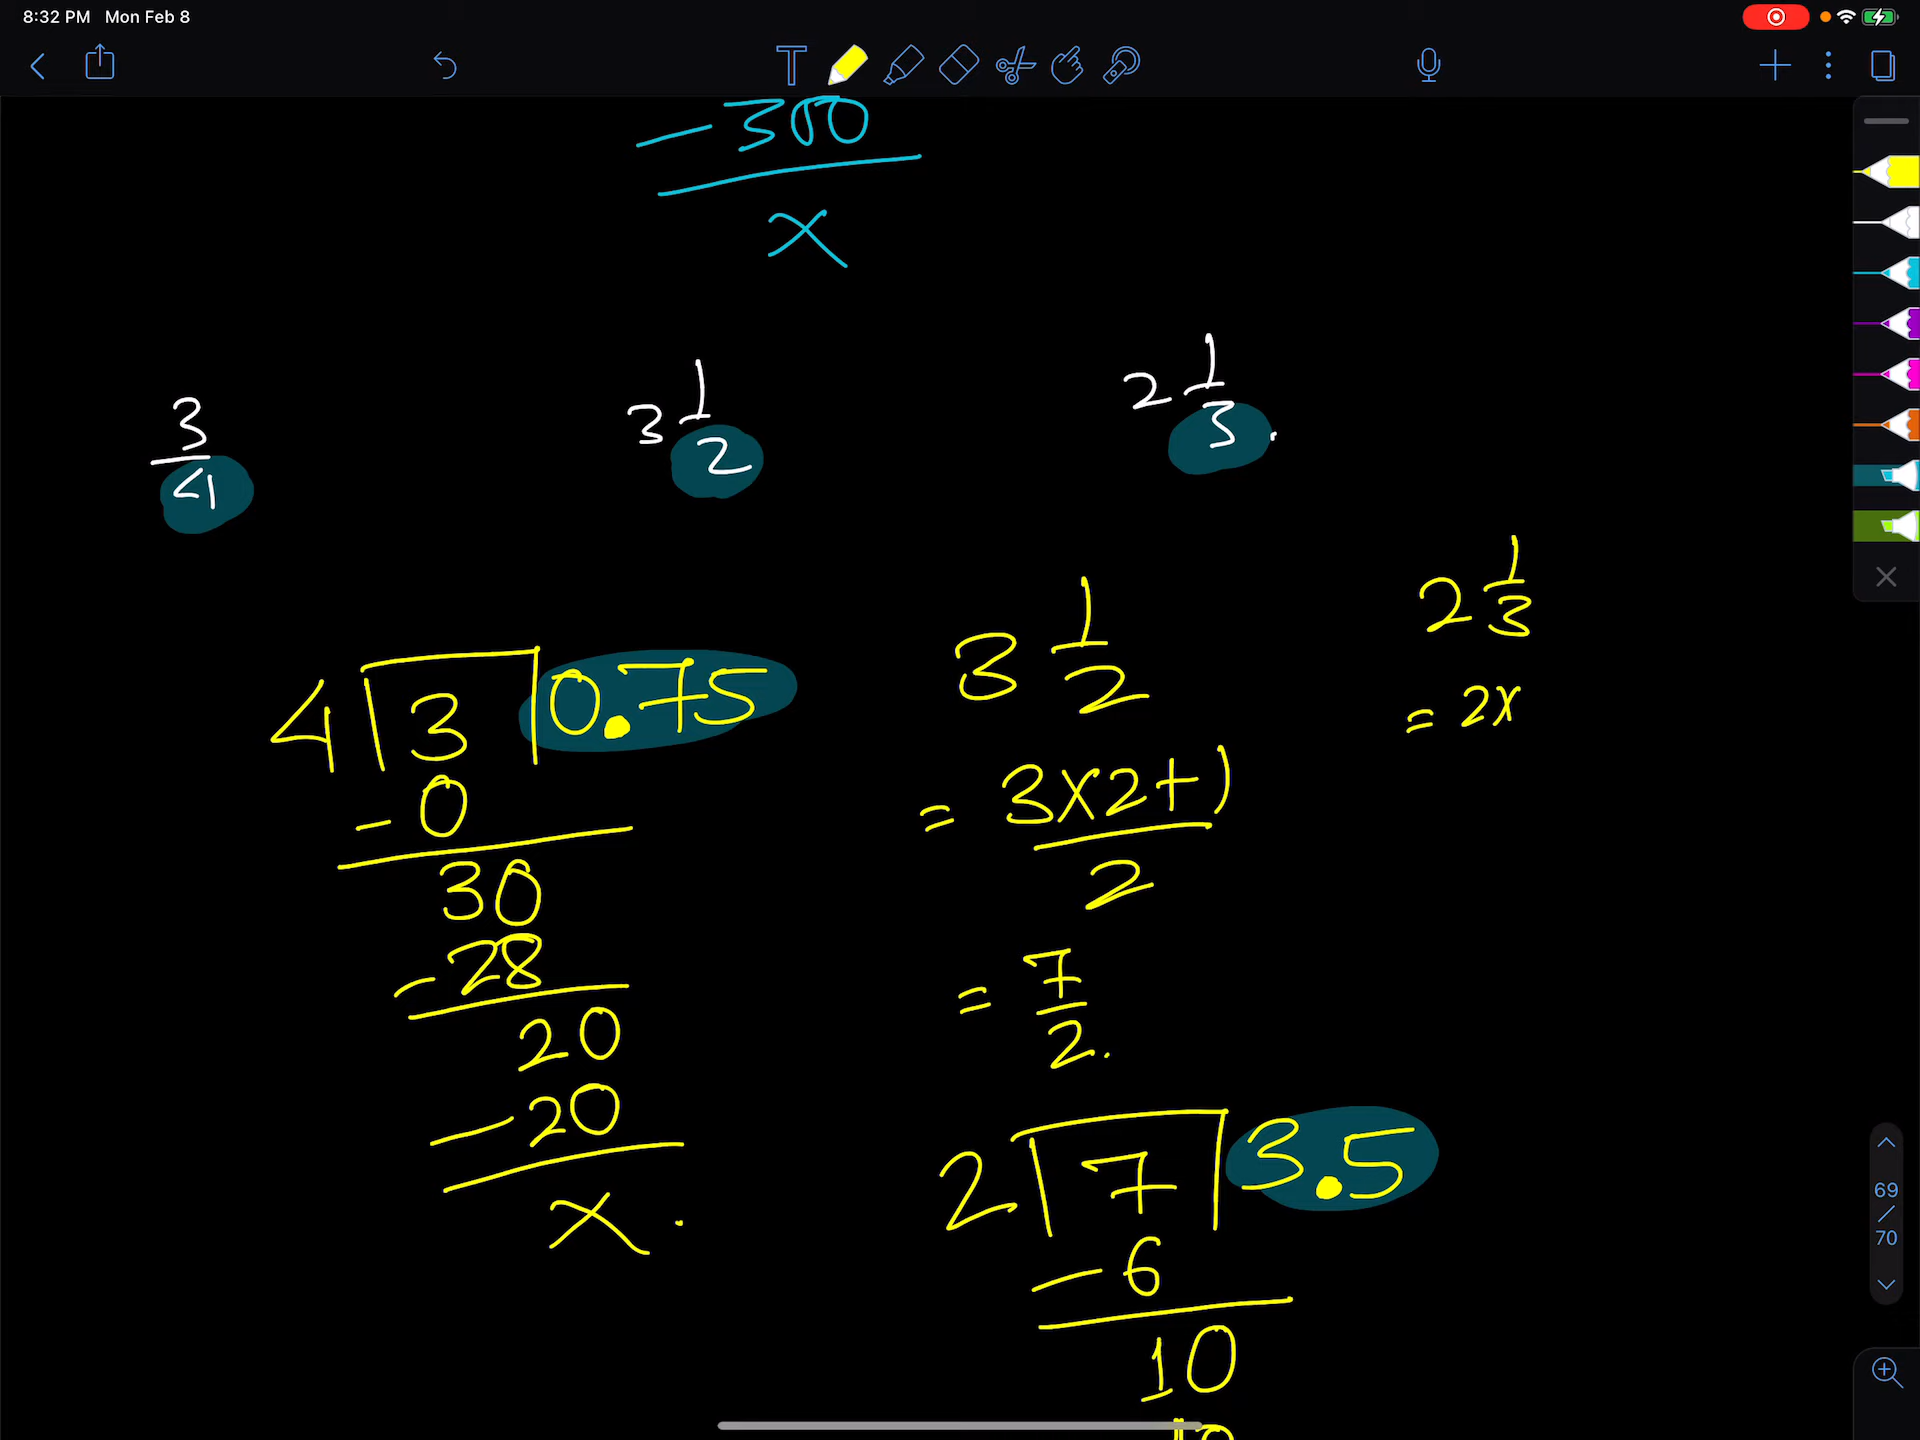 8:32 PM Mon Feb 8
T
-300
x
3/4
3 1/2
2 1/3.
4 | 3 | 0.75
- 0
30
- 28
20
- 20
x.
3 1/2
= (3x2+1)/2
= 7/2.
2 | 7 | 3.5
- 6
10
2 1/3
= 2x
69
/
70